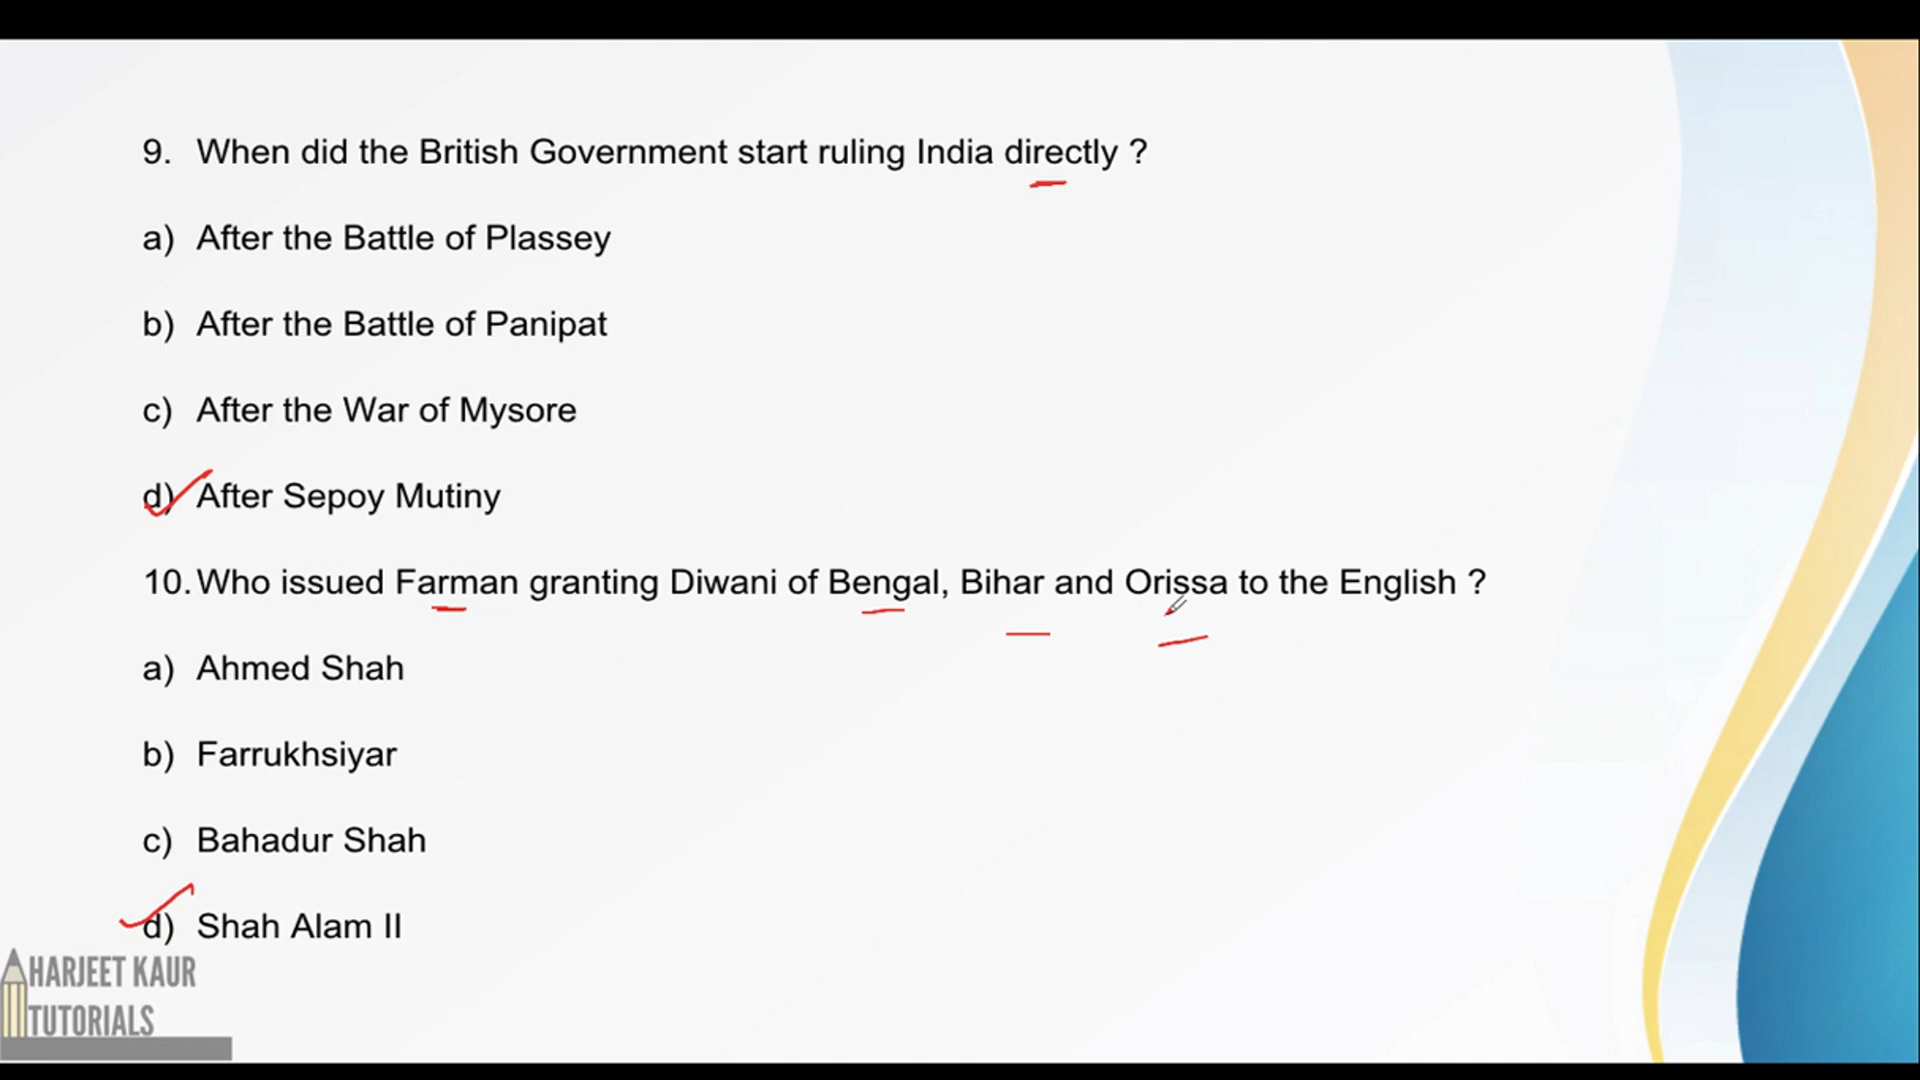 9. When did the British Government start ruling India directly ?
a) After the Battle of Plassey
b) After the Battle of Panipat
c) After the War of Mysore
d) After Sepoy Mutiny
10. Who issued Farman granting Diwani of Bengal, Bihar and Orissa to the English ?
a) Ahmed Shah
b) Farrukhsiyar
c) Bahadur Shah
d) Shah Alam II
HARJEET KAUR
TUTORIALS